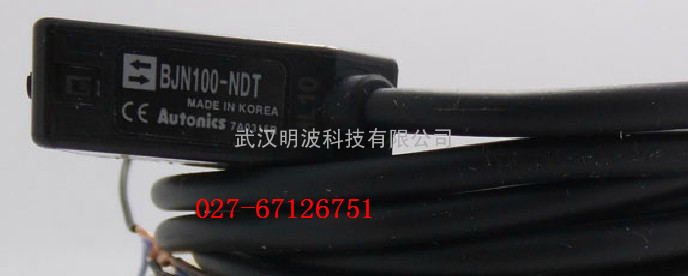 BJN100-NDT
MADE IN KOREA
CE Autonics
武汉明波科技有限公司
027-67126751